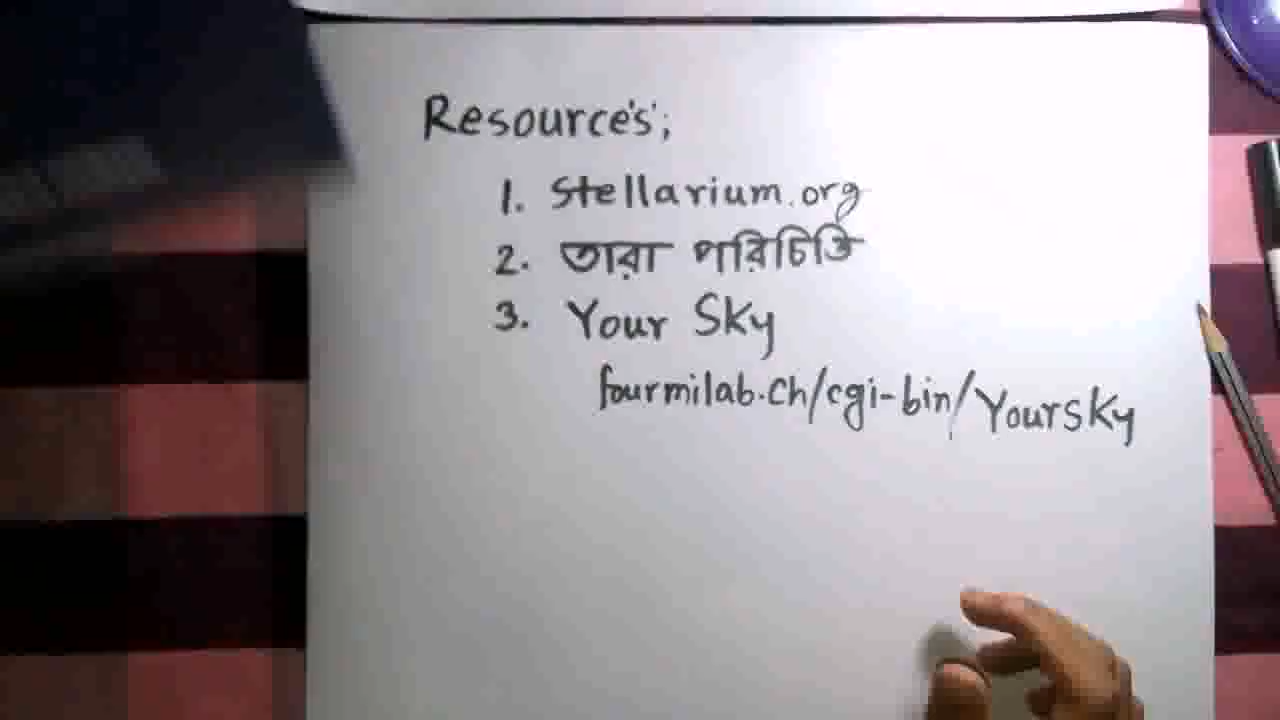 Resource's';
1. Stellarium.org
2. তারা পরিচিতি
3. Your Sky
fourmilab.ch/cgi-bin/Yoursky